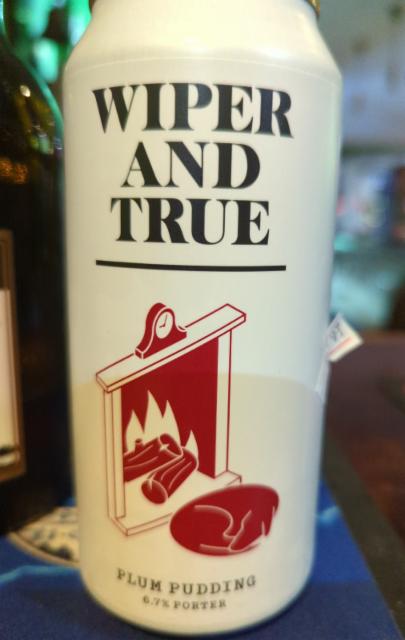 WIPER
AND
TRUE
PLUM PUDDING
6.7% PORTER